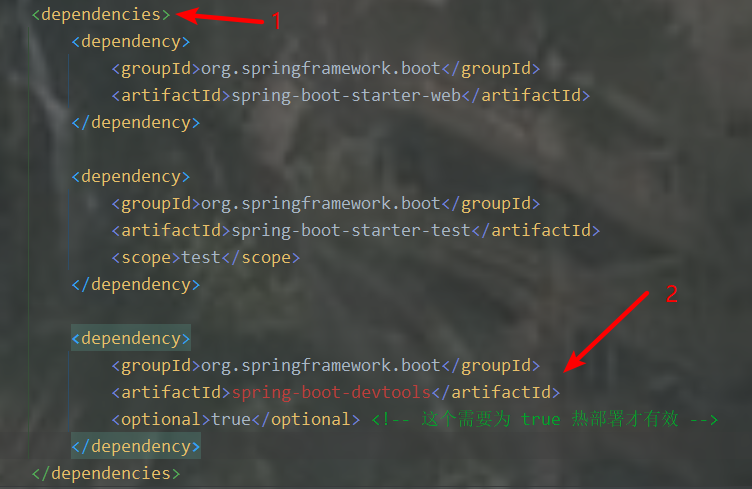 <dependencies> 1
<dependency>
<groupId>org.springframework.boot</groupId>
<artifactId>spring-boot-starter-web</artifactId>
</dependency>
<dependency>
<groupId>org.springframework.boot</groupId>
<artifactId>spring-boot-starter-test</artifactId>
<scope>test</scope>
</dependency>
2
<dependency>
<groupId>org.springframework.boot</groupId>
<artifactId>spring-boot-devtools</artifactId>
<optional>true</optional> <!-- 这个需要为 true 热部署才有效 -->
</dependency>
</dependencies>